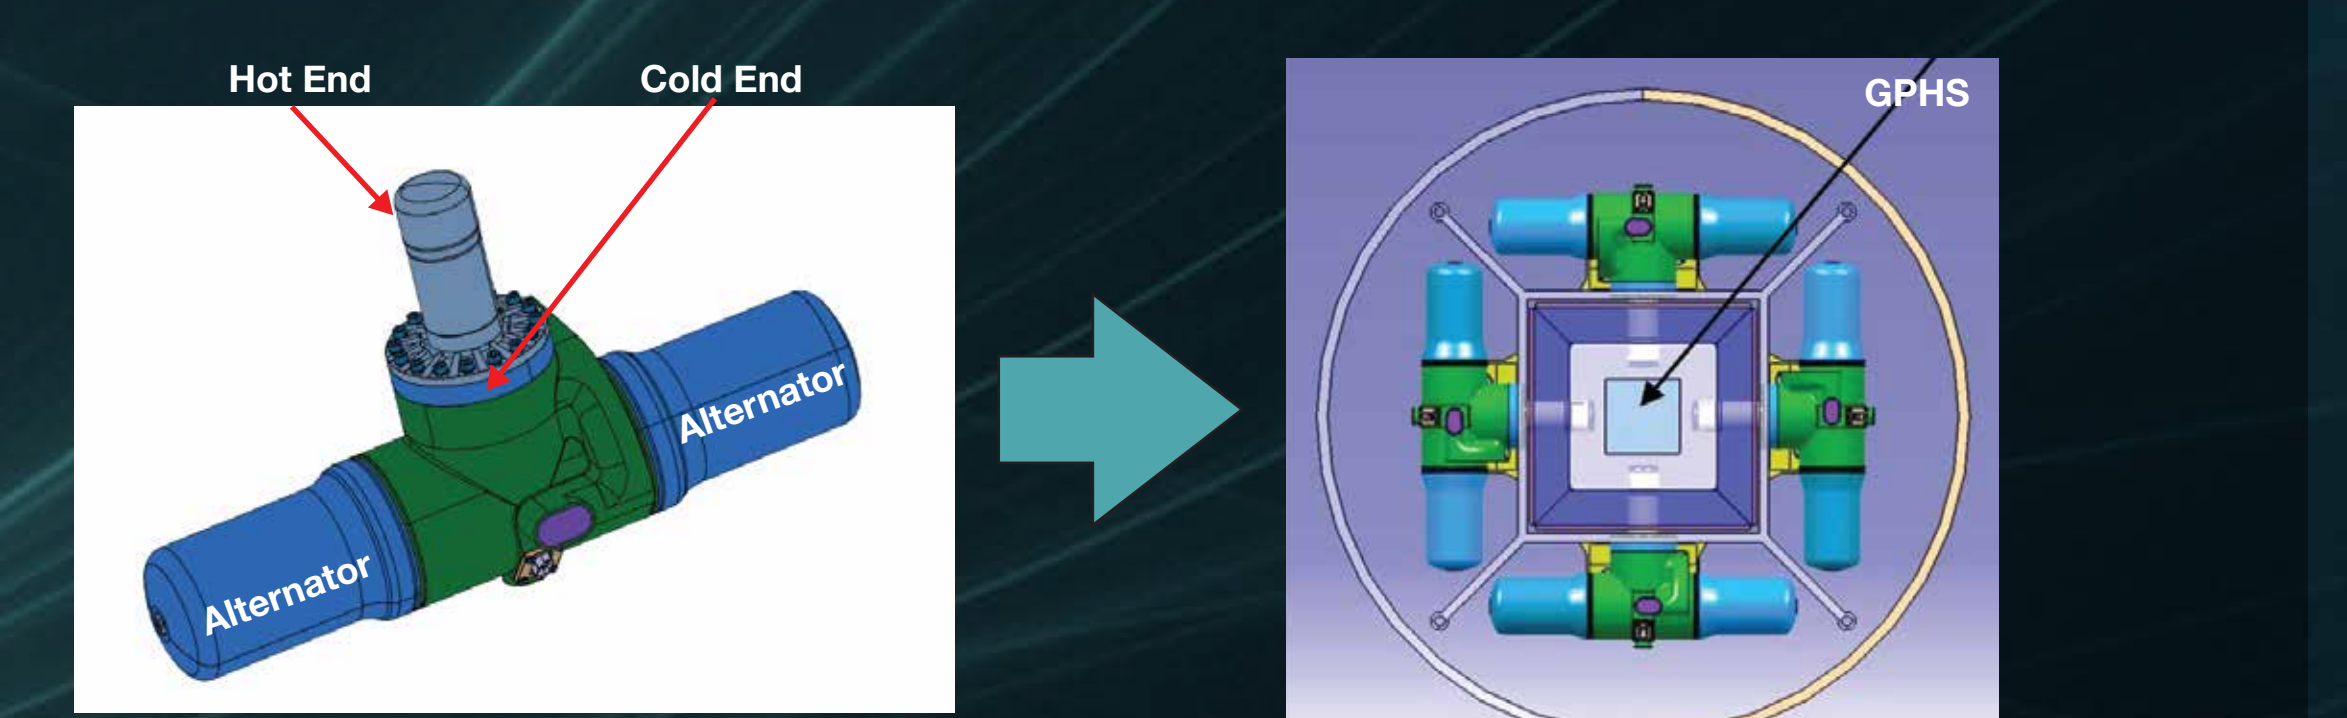 Hot End
Cold End
GPHS
Alternator
Alternator